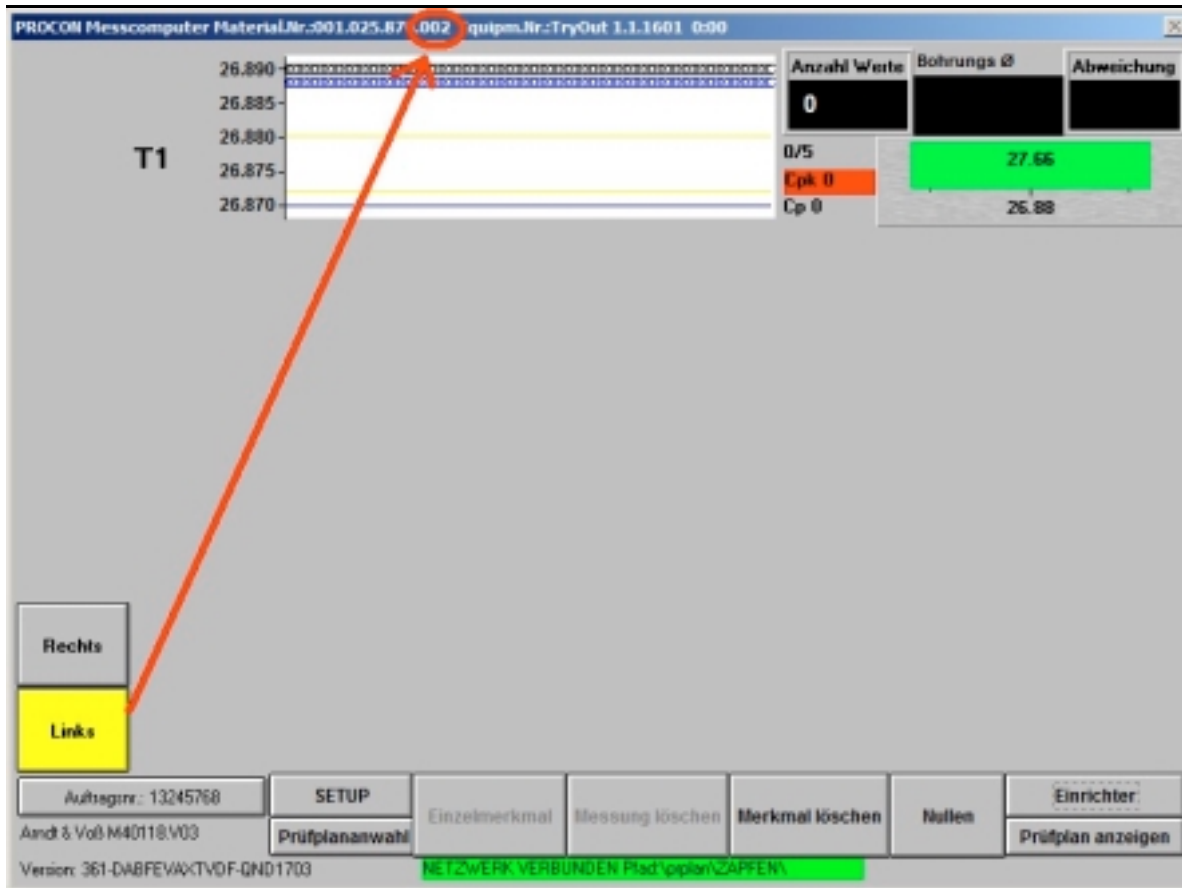 PROCON Messcomputer Material.Nr.:001.025.87 .002 Equipm.Nr.:TryOut 1.1.1601 0:00
T1
26.890
26.885
26.880
26.875
26.870
Anzahl Werte
Bohrungs Ø
Abweichung
0
0/5
Cpk 0
Cp 0
27.66
26.88
Rechts
Links
Auftragsnr.: 13245768
SETUP
Prüfplananwahl
Einzelmerkmal
Messung löschen
Merkmal löschen
Nullen
Einrichter
Prüfplan anzeigen
Arndt & Voß M40118.V03
Version: 361-DABFEVAXTVDF-QND1703
NETZWERK VERBUNDEN Pfad:\pplan\ZAPFEN\